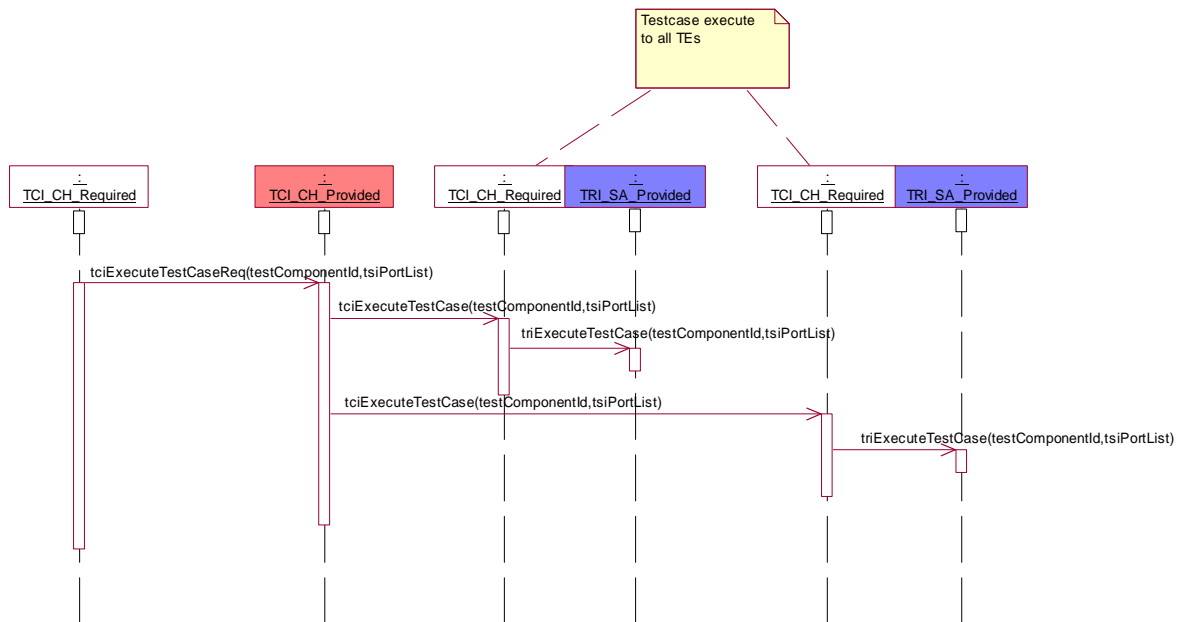 Testcase execute
to all TEs
:
TCI_CH_Required
:
TCI_CH_Provided
:
TCI_CH_Required
:
TRI_SA_Provided
:
TCI_CH_Required
:
TRI_SA_Provided
tciExecuteTestCaseReq(testComponentId,tsiPortList)
tciExecuteTestCase(testComponentId,tsiPortList)
triExecuteTestCase(testComponentId,tsiPortList)
tciExecuteTestCase(testComponentId,tsiPortList)
triExecuteTestCase(testComponentId,tsiPortList)